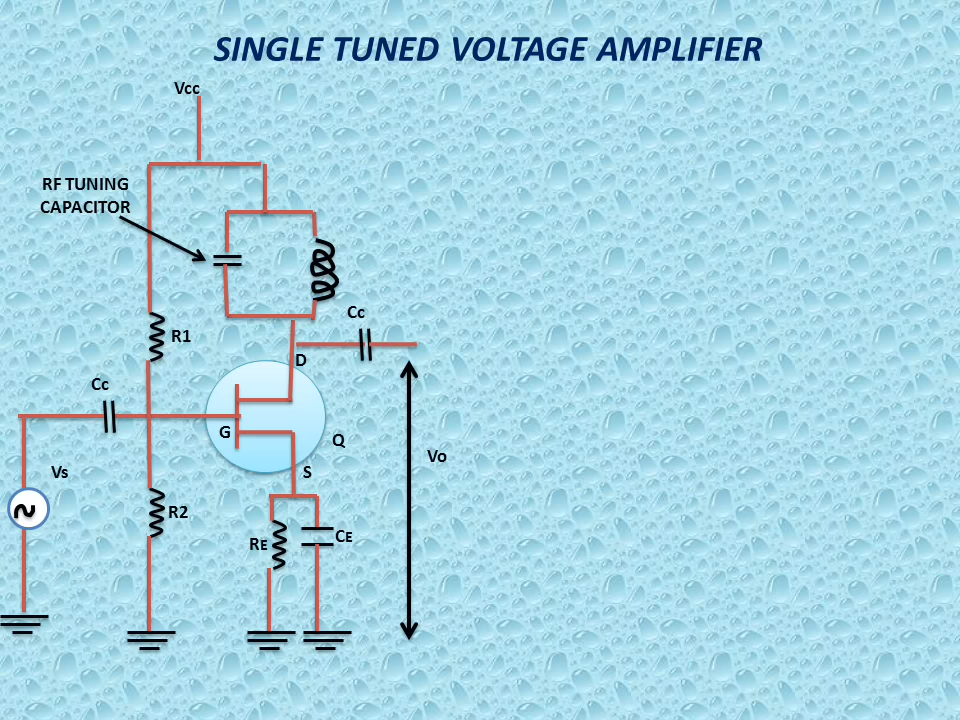 SINGLE TUNED VOLTAGE AMPLIFIER
Vcc
RF TUNING
CAPACITOR
Cc
R1
D
Cc
G
Q
Vo
S
Vs
R2
RE
CE